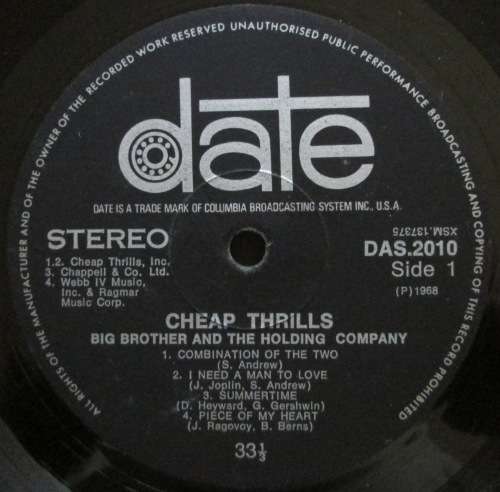 ALL RIGHTS OF THE MANUFACTURER AND OF THE OWNER OF THE RECORDED WORK RESERVED UNAUTHORISED PUBLIC PERFORMANCE BROADCASTING AND COPYING OF THIS RECORD PROHIBITED
date
DATE IS A TRADE MARK OF COLUMBIA BROADCASTING SYSTEM INC., U.S.A.
STEREO
1.2. Cheap Thrills, Inc.
3. Chappell & Co. Ltd.
4. Webb IV Music,
Inc. & Ragmar
Music Corp.
XSM.137375
DAS.2010
Side 1
(P)1968
CHEAP THRILLS
BIG BROTHER AND THE HOLDING COMPANY
1. COMBINATION OF THE TWO
(S. Andrew)
2. I NEED A MAN TO LOVE
(J. Joplin, S. Andrew)
3. SUMMERTIME
(D. Heyward, G. Gershwin)
4. PIECE OF MY HEART
(J. Ragovoy, B. Berns)
33⅓